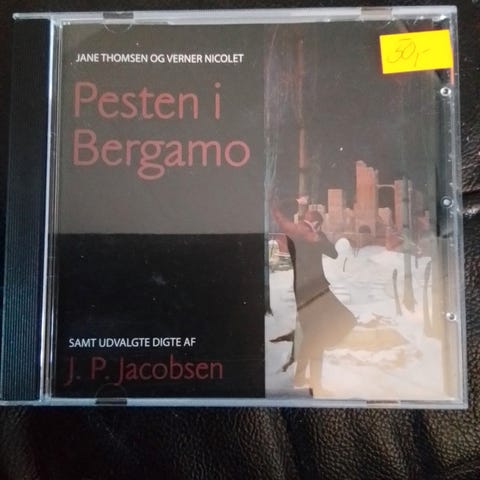 50,-
JANE THOMSEN OG VERNER NICOLET
Pesten i
Bergamo
SAMT UDVALGTE DIGTE AF
J. P. Jacobsen